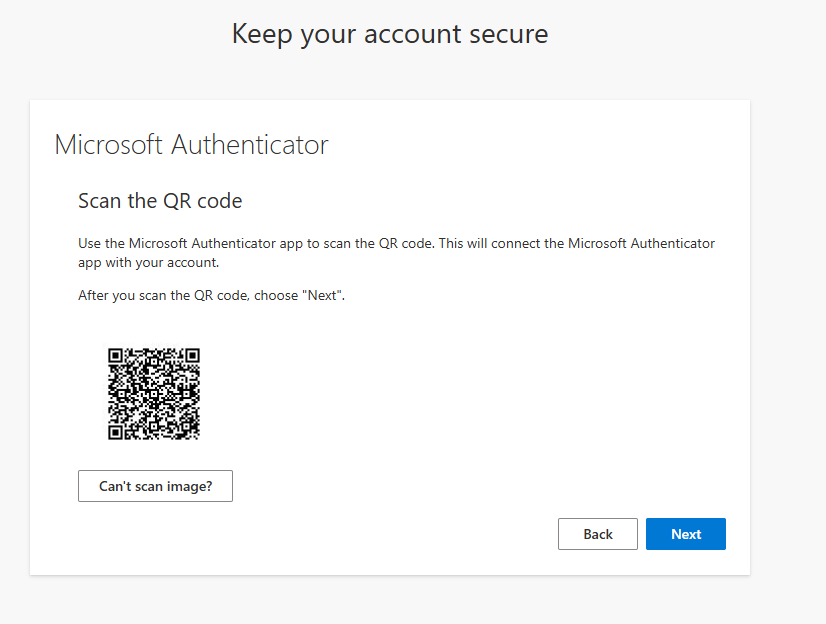 Keep your account secure
Microsoft Authenticator
Scan the QR code
Use the Microsoft Authenticator app to scan the QR code. This will connect the Microsoft Authenticator
app with your account.
After you scan the QR code, choose "Next".
Can't scan image?
Back
Next